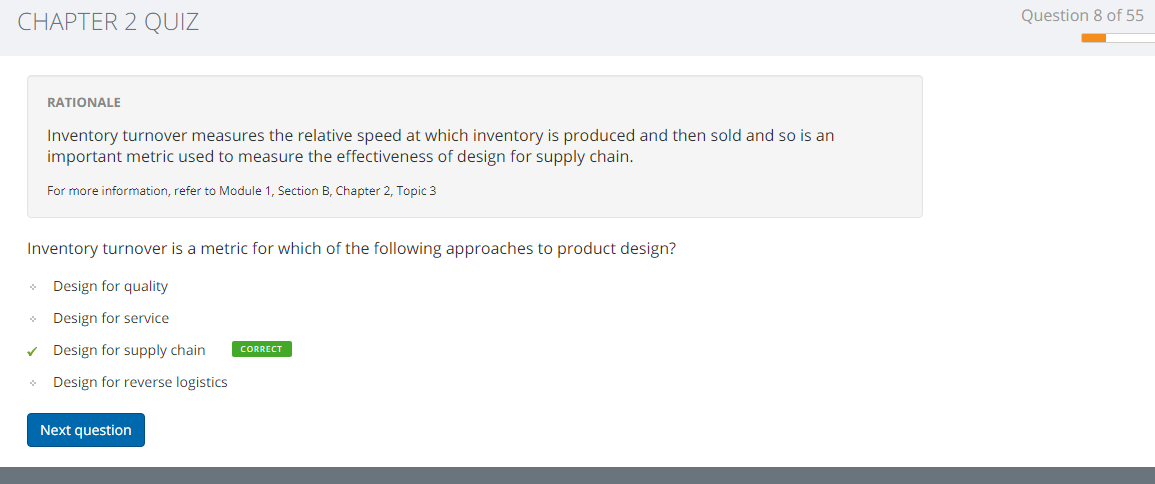 CHAPTER 2 QUIZ
Question 8 of 55
RATIONALE
Inventory turnover measures the relative speed at which inventory is produced and then sold and so is an
important metric used to measure the effectiveness of design for supply chain.
For more information, refer to Module 1, Section B, Chapter 2, Topic 3
Inventory turnover is a metric for which of the following approaches to product design?
Design for quality
Design for service
Design for supply chain CORRECT
Design for reverse logistics
Next question